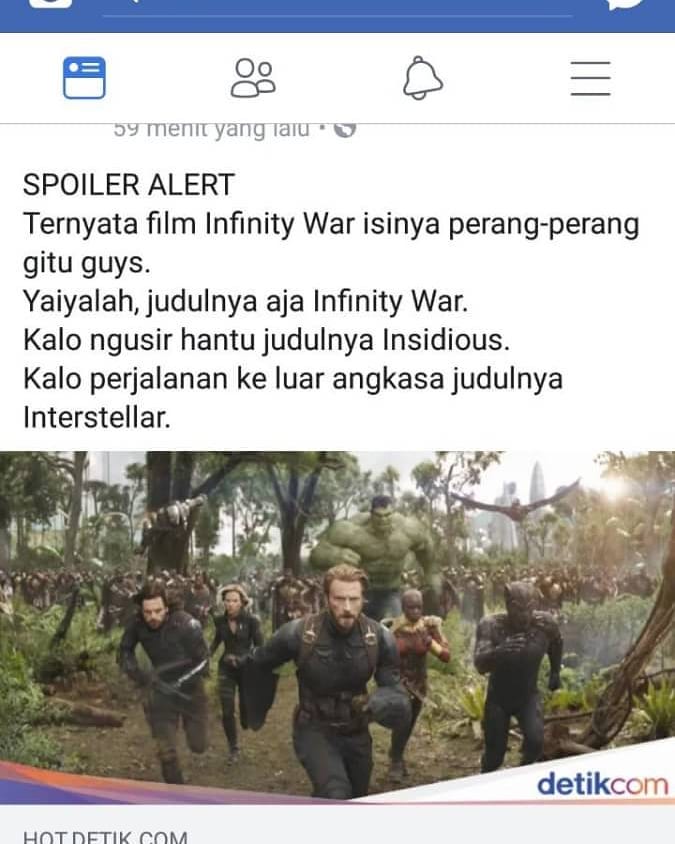 59 menit yang lalu •
SPOILER ALERT
Ternyata film Infinity War isinya perang-perang
gitu guys.
Yaiyalah, judulnya aja Infinity War.
Kalo ngusir hantu judulnya Insidious.
Kalo perjalanan ke luar angkasa judulnya
Interstellar.
detikcom
HOT.DETIK.COM